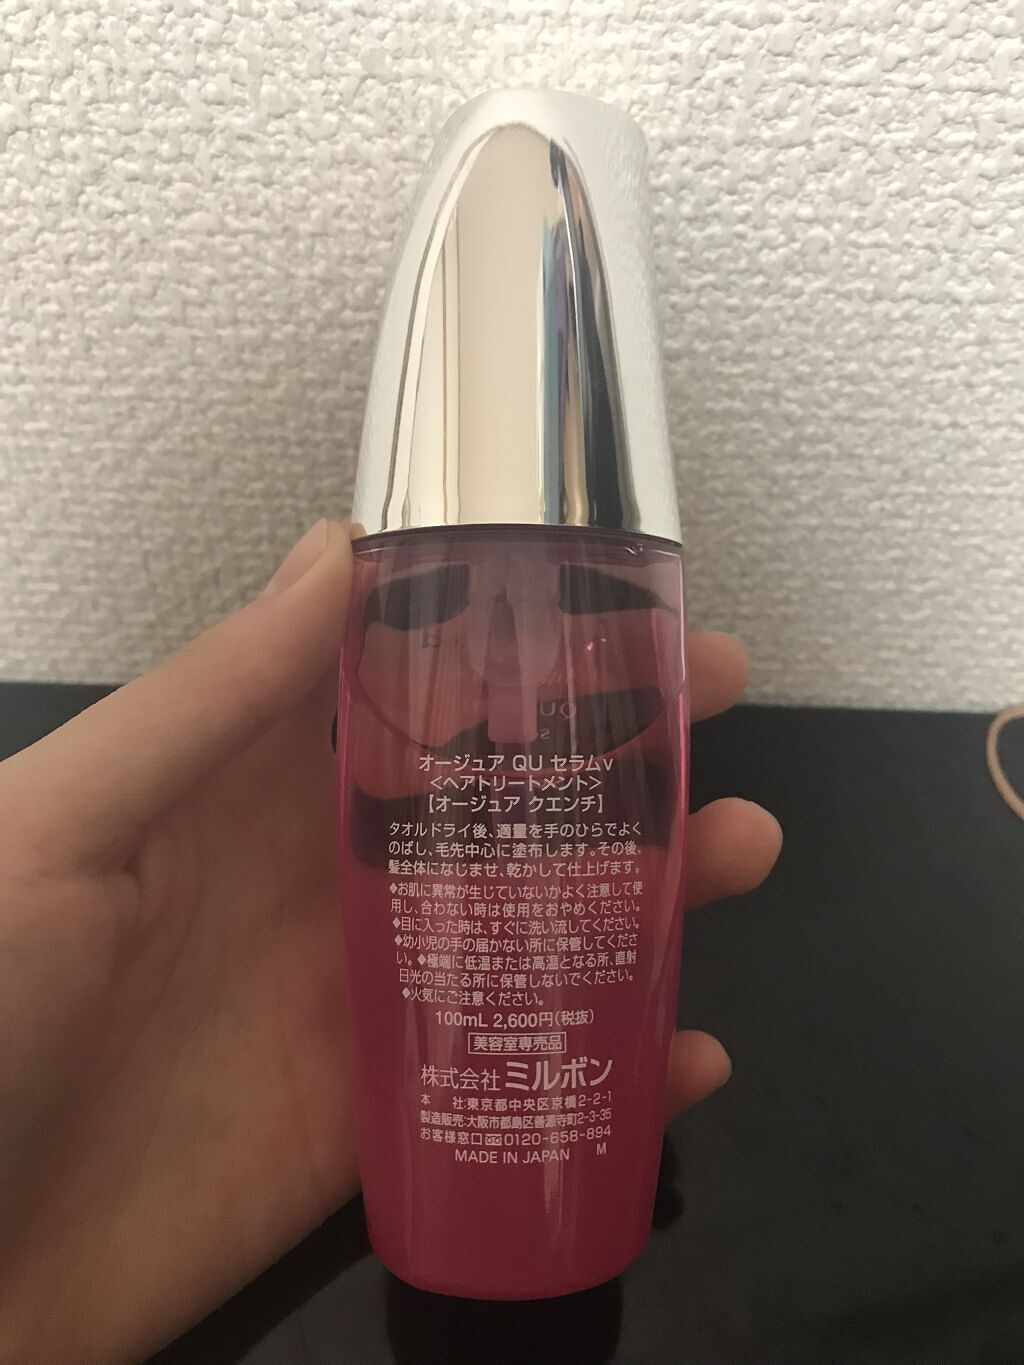 オージュア QU セラムv
<ヘアトリートメント>
【オージュア クエンチ】
タオルドライ後、適量を手のひらでよく
のばし、毛先中心に塗布します。その後、
髪全体になじませ、乾かして仕上げます。
♦お肌に異常が生じていないかよく注意して使
用し、合わない時は使用をおやめください。
♦目に入った時は、すぐに洗い流してください。
♦幼小児の手の届かない所に保管してくださ
い。♦極端に低温または高温となる所、直射
日光の当たる所に保管しないでください。
♦火気にご注意ください。
100mL 2,600円(税抜)
美容室専売品
株式会社 ミルボン
本 社:東京都中央区京橋2-2-1
製造販売:大阪市都島区善源寺町2-3-35
お客様窓口 0120-658-894
MADE IN JAPAN M